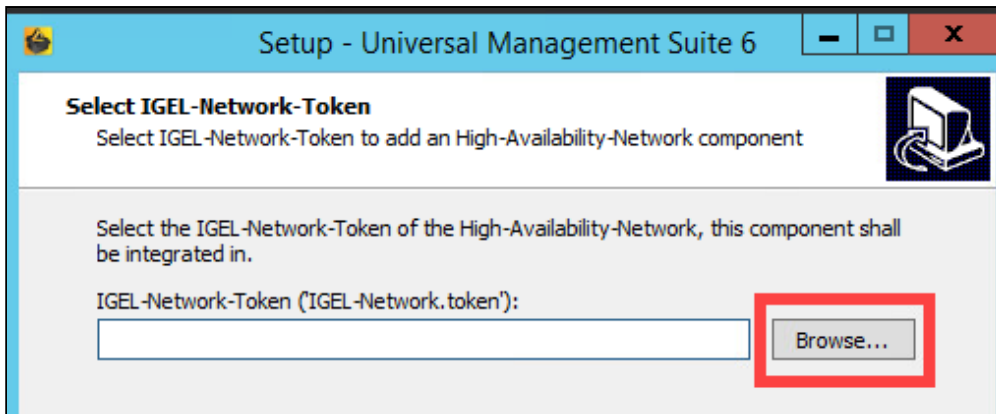 Setup - Universal Management Suite 6
Select IGEL-Network-Token
Select IGEL-Network-Token to add an High-Availability-Network component
Select the IGEL-Network-Token of the High-Availability-Network, this component shall
be integrated in.
IGEL-Network-Token ('IGEL-Network.token'):
Browse...